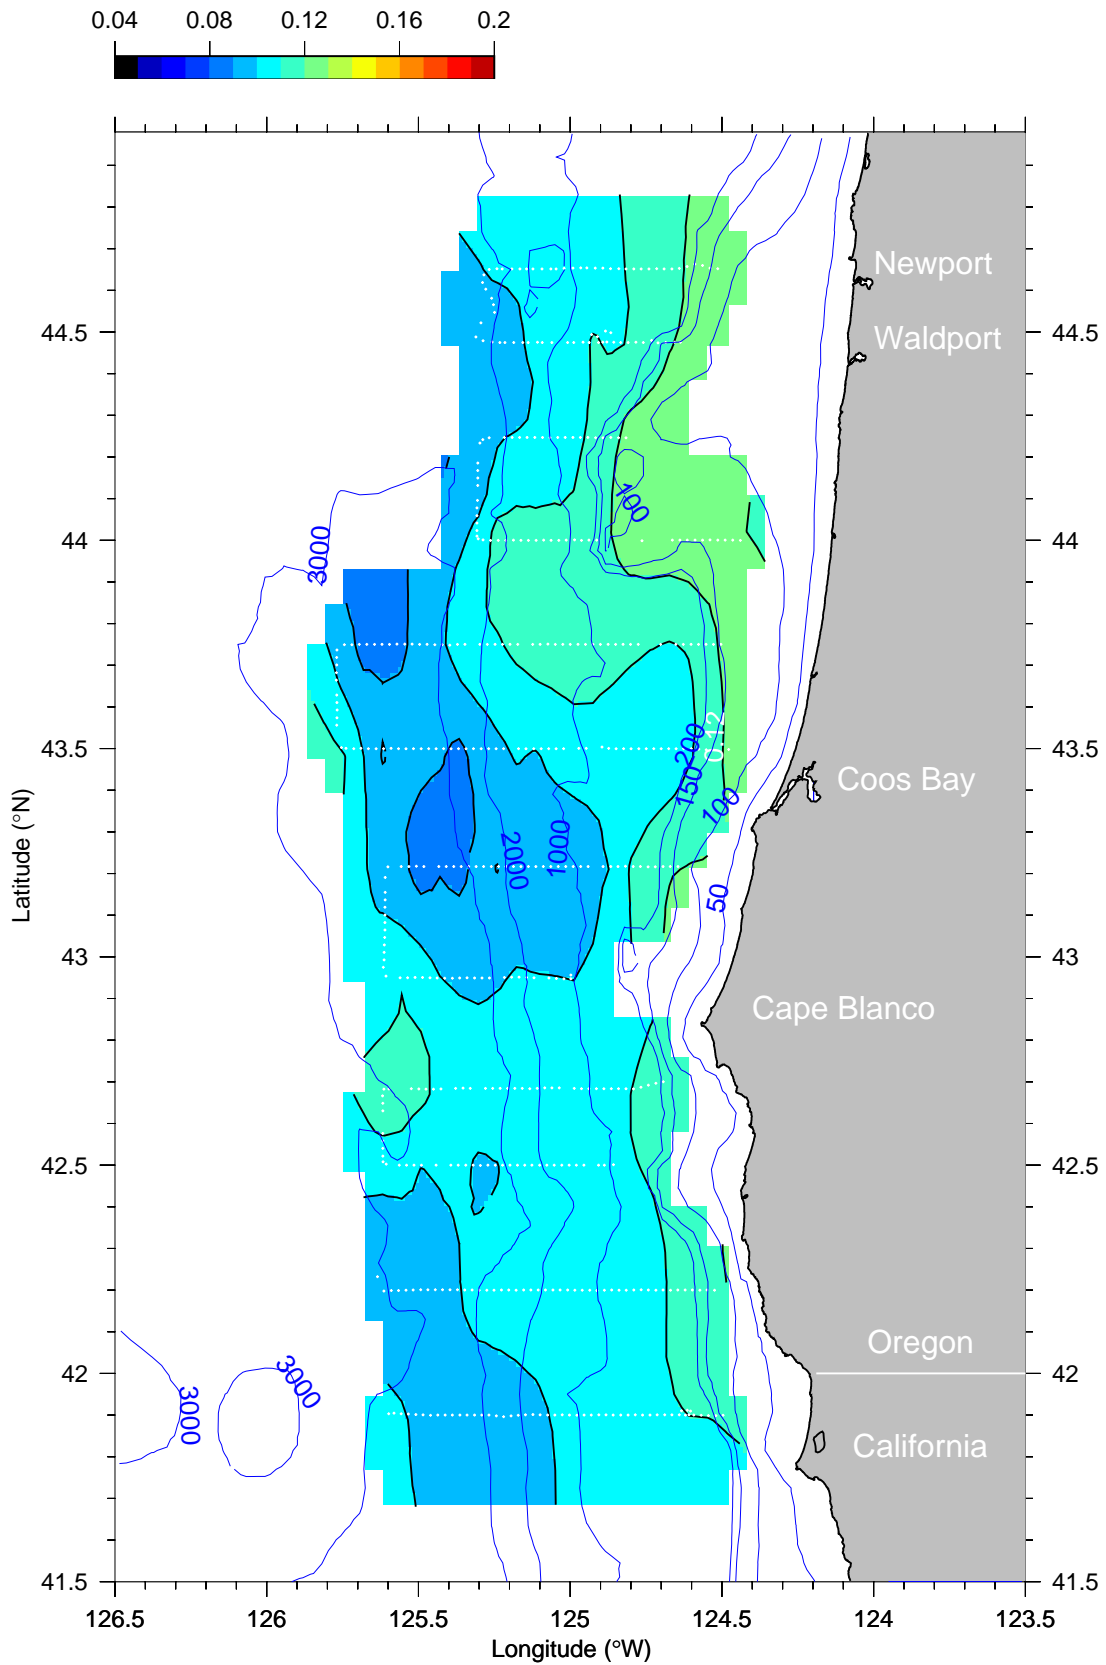 0.04 0.08 0.12 0.16 0.2
Newport
44.5 Waldport 44.5
100
44 3000 44
0.12
200
43.5 43.5
150
Coos Bay
100
2000 1000
50
Latitude (°N)
43 43
Cape Blanco
42.5 42.5
Oregon
42 42
3000 3000
California
41.5 41.5
126.5 126 125.5 125 124.5 124 123.5
Longitude (°W)